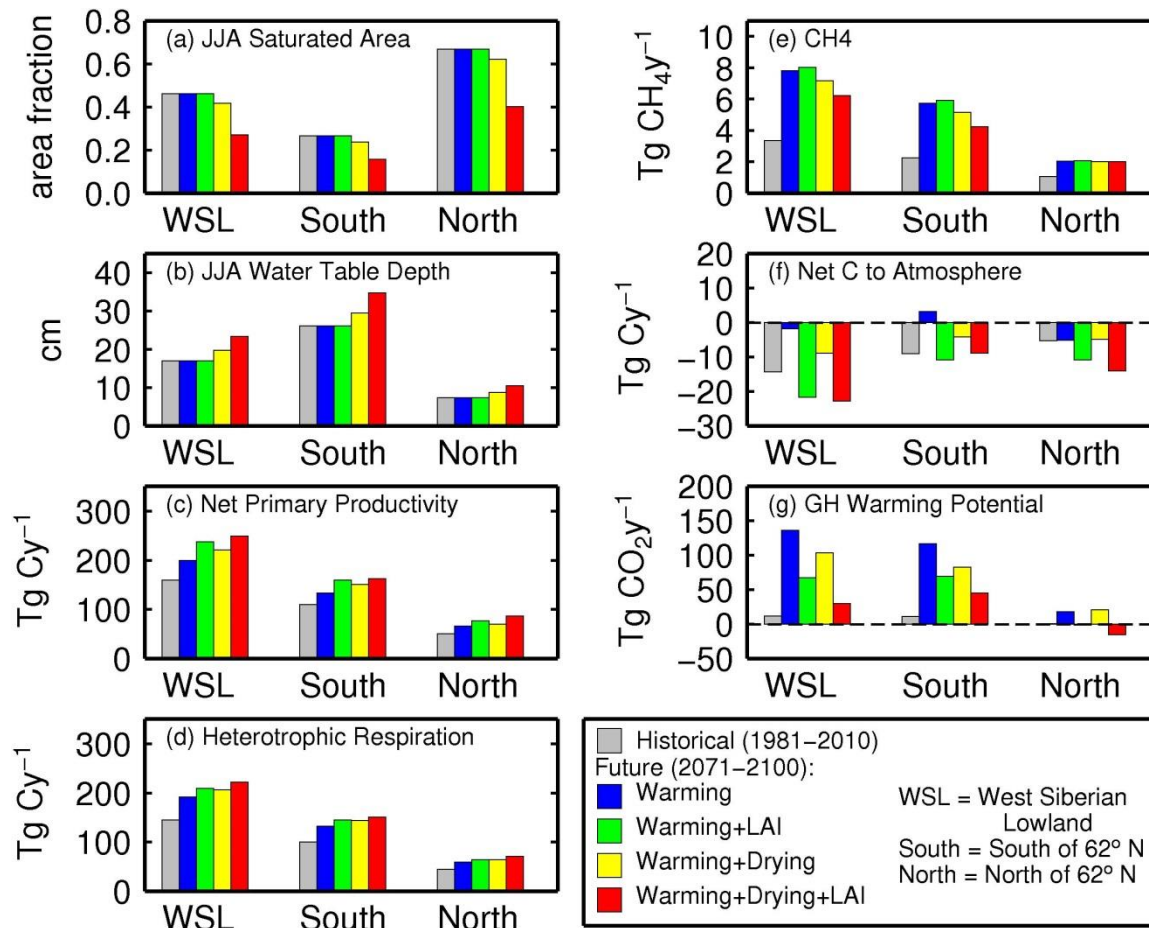 (a) JJA Saturated Area
area fraction
0.8
0.6
0.4
0.2
0.0
WSL South North
(b) JJA Water Table Depth
cm
40
30
20
10
0
WSL South North
(c) Net Primary Productivity
Tg Cy⁻¹
300
200
100
0
WSL South North
(d) Heterotrophic Respiration
Tg Cy⁻¹
300
200
100
0
WSL South North
(e) CH4
Tg CH₄y⁻¹
10
8
6
4
2
0
WSL South North
(f) Net C to Atmosphere
Tg Cy⁻¹
20
10
0
−10
−20
−30
WSL South North
(g) GH Warming Potential
Tg CO₂y⁻¹
200
150
100
50
0
−50
WSL South North
Historical (1981−2010)
Future (2071−2100):
Warming
Warming+LAI
Warming+Drying
Warming+Drying+LAI
WSL = West Siberian
Lowland
South = South of 62° N
North = North of 62° N